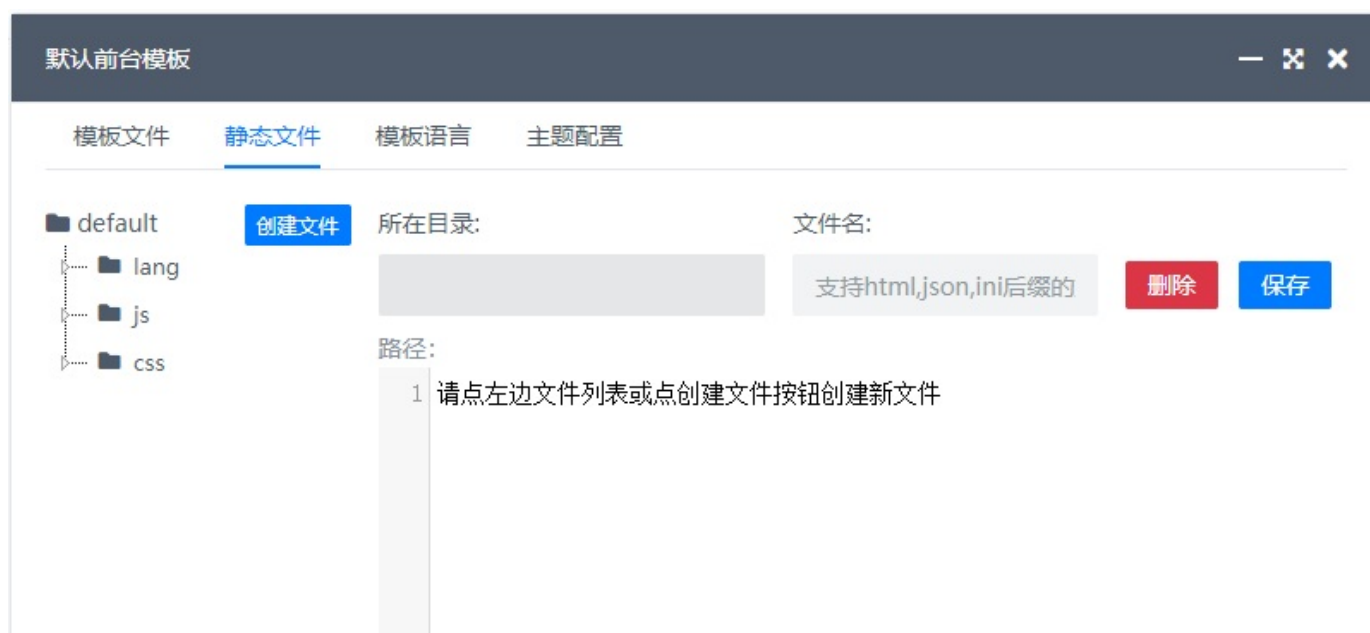 默认前台模板
模板文件 静态文件 模板语言 主题配置
default 创建文件 所在目录: 文件名:
lang
支持html,json,ini后缀的 删除 保存
js
路径:
css
1 请点左边文件列表或点创建文件按钮创建新文件